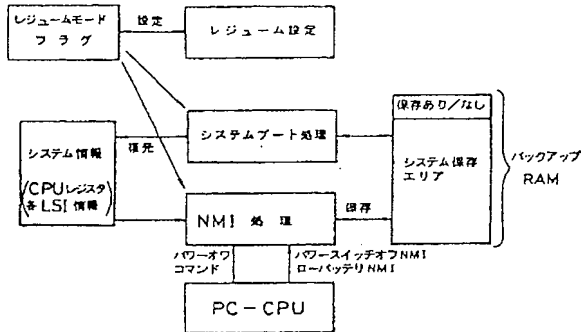 レジュームモード
フラグ
設定
レジューム設定
システムブート処理
復元
システム情報
(CPUレジスタ
各LSI情報)
NMI 処理
保存
保存あり/なし
システム保存
エリア
バックアップ
RAM
パワーオフ
コマンド
パワースイッチオフNMI
ローバッテリNMI
PC-CPU